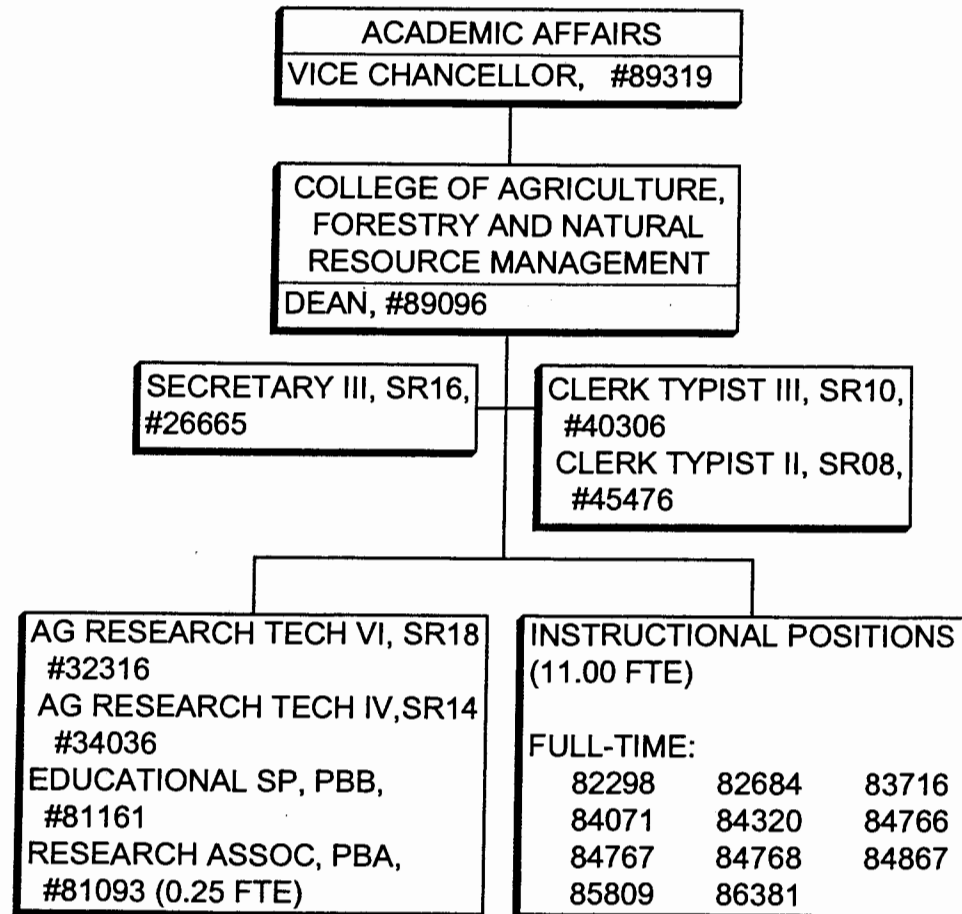 ACADEMIC AFFAIRS
VICE CHANCELLOR, #89319
COLLEGE OF AGRICULTURE,
FORESTRY AND NATURAL
RESOURCE MANAGEMENT
DEAN, #89096
SECRETARY III, SR16,
#26665
CLERK TYPIST III, SR10,
#40306
CLERK TYPIST II, SR08,
#45476
AG RESEARCH TECH VI, SR18
#32316
AG RESEARCH TECH IV,SR14
#34036
EDUCATIONAL SP, PBB,
#81161
RESEARCH ASSOC, PBA,
#81093 (0.25 FTE)
INSTRUCTIONAL POSITIONS
(11.00 FTE)
FULL-TIME:
82298 82684 83716
84071 84320 84766
84767 84768 84867
85809 86381